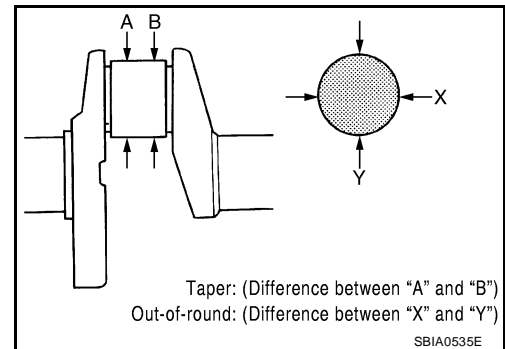 A B
X
Y
Taper: (Difference between “A” and “B”)
Out-of-round: (Difference between “X” and “Y”)
SBIA0535E